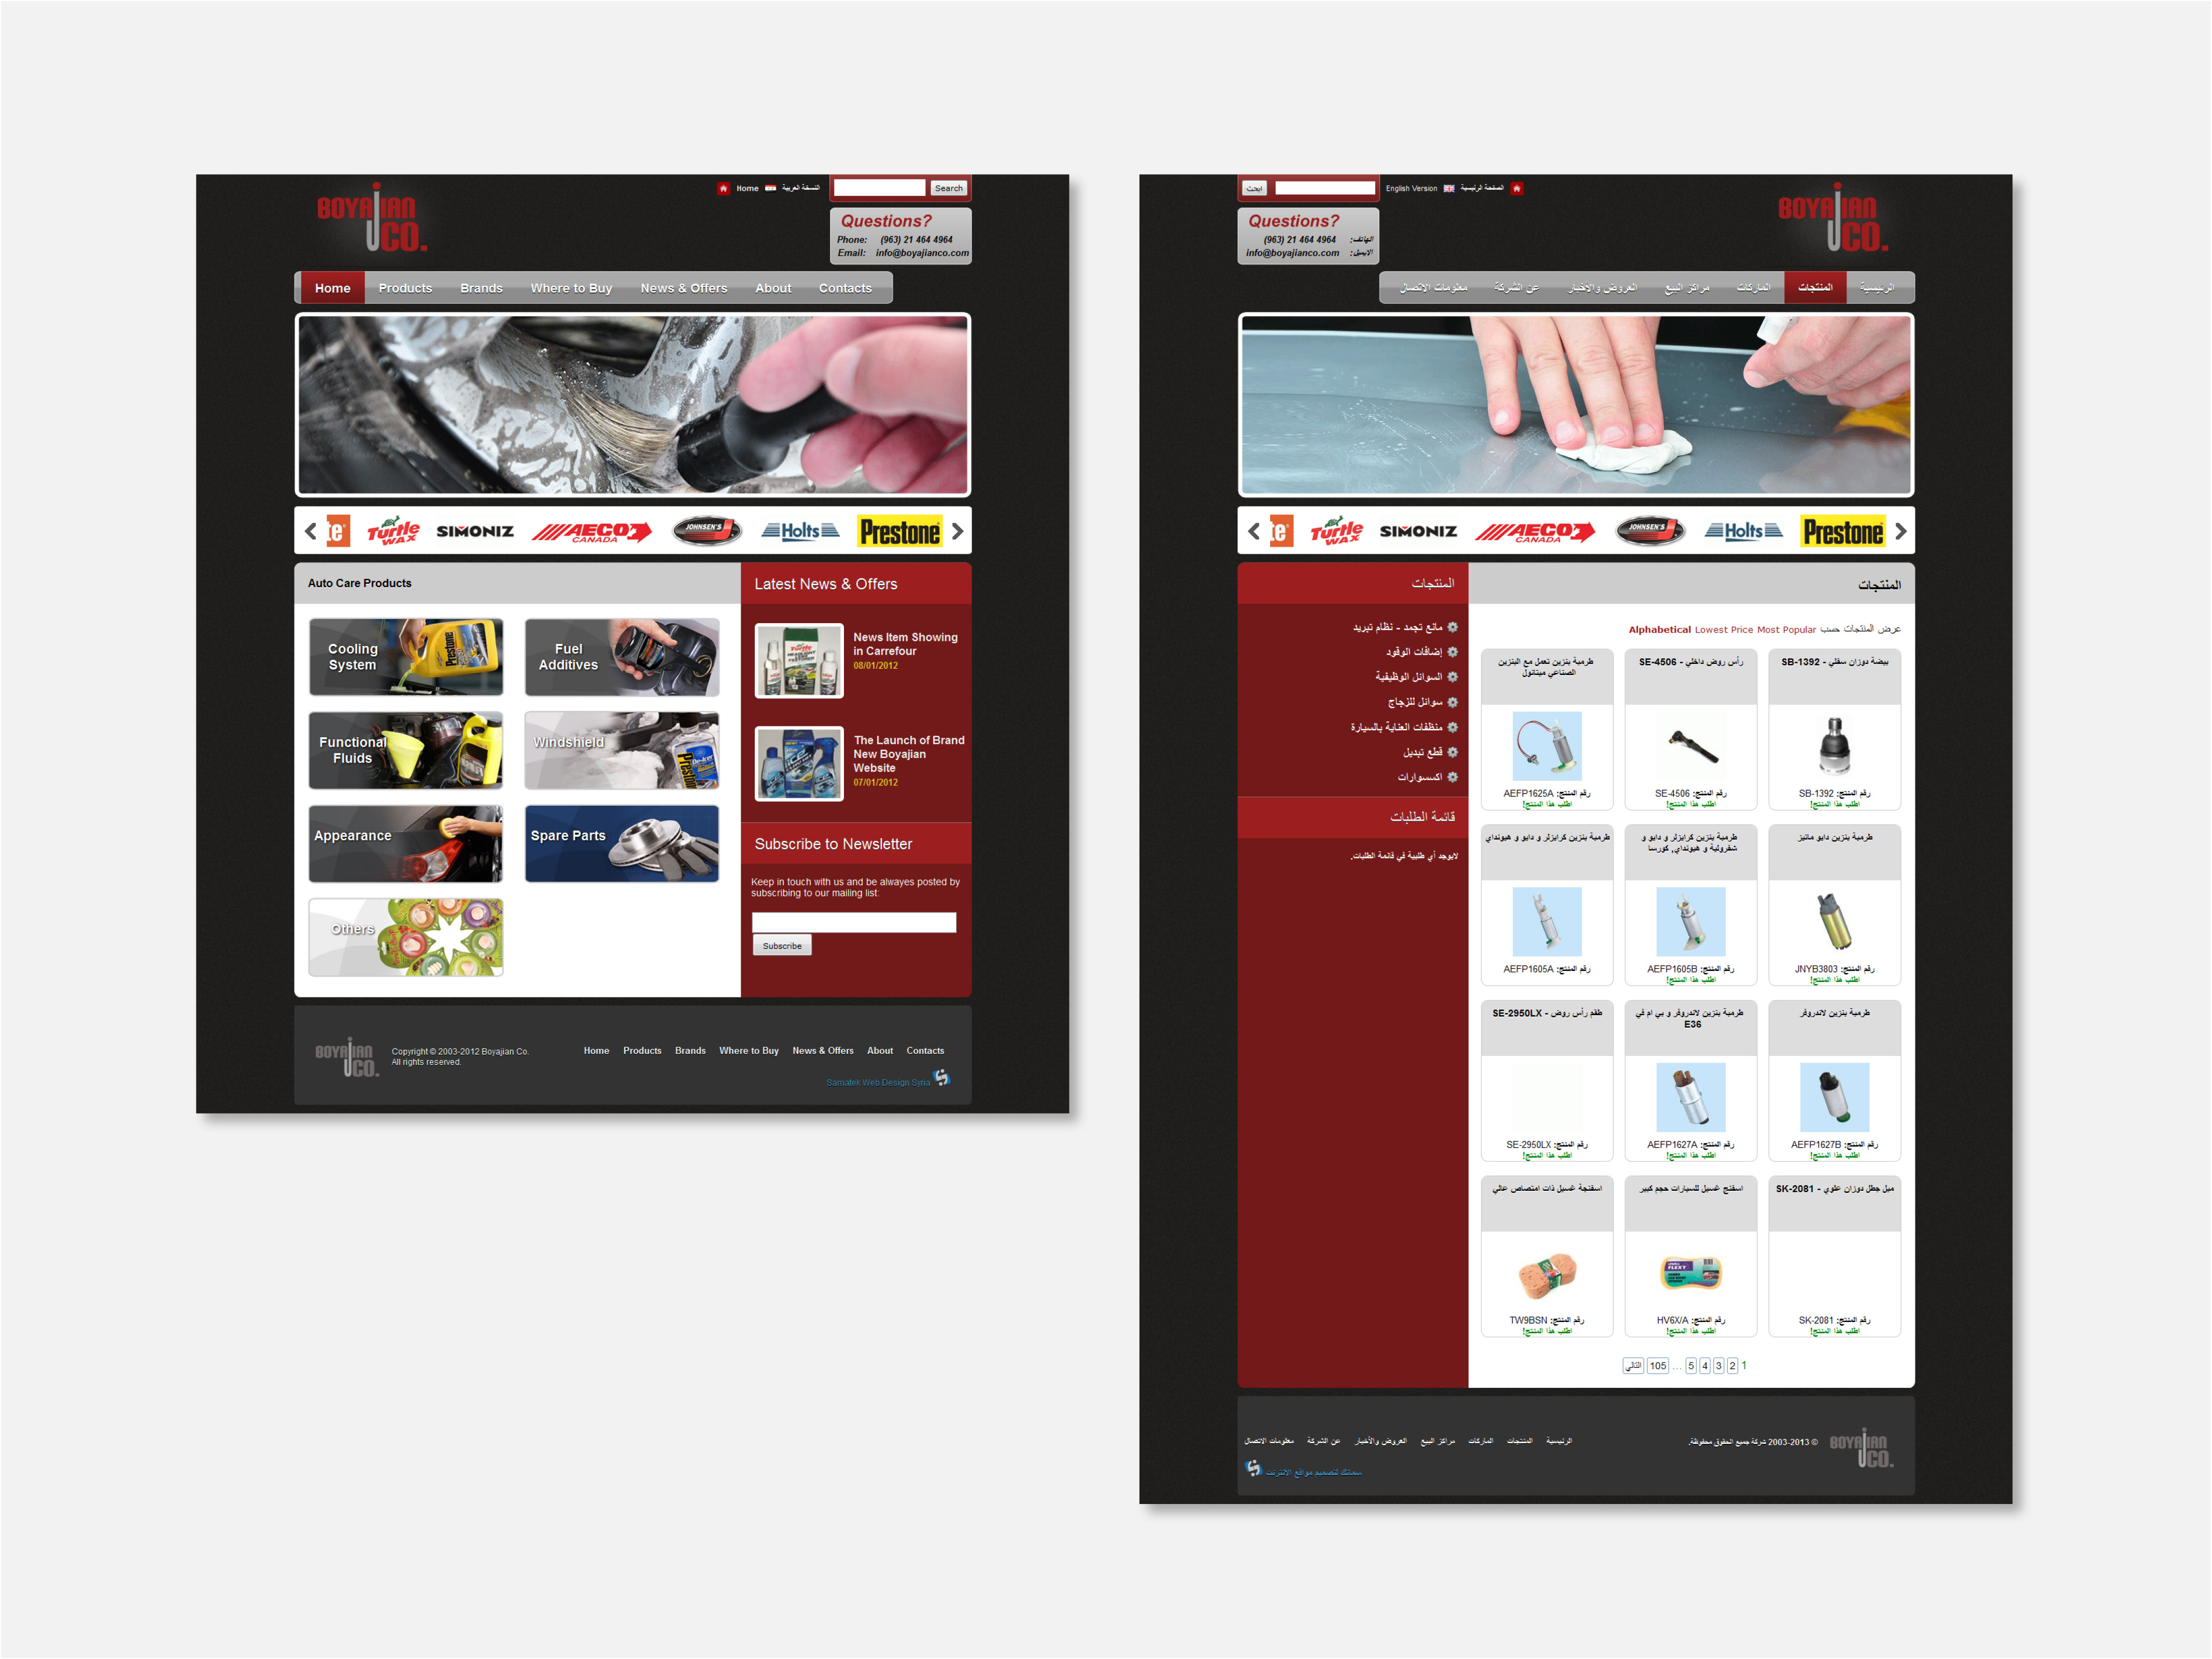 BOYAJIAN
CO.
Home
النسخة العربية
Search
Questions?
Phone: (963) 21 464 4964
Email: info@boyajianco.com
Home Products Brands Where to Buy News & Offers About Contacts
te
Turtle WAX
SIMONIZ
AECO CANADA
JOHNSEN'S
Holts
Prestone
Auto Care Products
Cooling
System
Fuel
Additives
Functional
Fluids
Windshield
Appearance
Spare Parts
Others
Latest News & Offers
News Item Showing
in Carrefour
08/01/2012
The Launch of Brand
New Boyajian
Website
07/01/2012
Subscribe to Newsletter
Keep in touch with us and be alwayes posted by
subscribing to our mailing list:
Subscribe
BOYAJIAN
CO.
Copyright © 2003-2012 Boyajian Co.
All rights reserved.
Home Products Brands Where to Buy News & Offers About Contacts
Samatek Web Design Syria
ابحث
English Version
الصفحة الرئيسية
BOYAJIAN
CO.
Questions?
الهاتف: (963) 21 464 4964
الايميل: info@boyajianco.com
الرئيسية المنتجات الماركات مراكز البيع العروض والاخبار عن الشركة معلومات الاتصال
te
Turtle WAX
SIMONIZ
AECO CANADA
JOHNSEN'S
Holts
Prestone
المنتجات
عرض المنتجات حسب Alphabetical Lowest Price Most Popular
بيضة دوزان سفلي - SB-1392
رقم المنتج: SB-1392
اطلب هذا المنتج!
رأس روض داخلي - SE-4506
رقم المنتج: SE-4506
اطلب هذا المنتج!
طرمبة بنزين تعمل مع البنزين
الصناعي ميتانول
رقم المنتج: AEFP1625A
اطلب هذا المنتج!
طرمبة بنزين دايو ماتيز
رقم المنتج: JNYB3803
اطلب هذا المنتج!
طرمبة بنزين كرايزلر و دايو و
شفروليه و هيونداي, كورسا
رقم المنتج: AEFP1605B
اطلب هذا المنتج!
طرمبة بنزين كرايزلر و دايو و هيونداي
رقم المنتج: AEFP1605A
طرمبة بنزين لاندروفر
رقم المنتج: AEFP1627B
اطلب هذا المنتج!
طرمبة بنزين لاندروفر و بي ام في
E36
رقم المنتج: AEFP1627A
اطلب هذا المنتج!
طقم رأس روض - SE-2950LX
رقم المنتج: SE-2950LX
اطلب هذا المنتج!
ميل جطل دوزان علوي - SK-2081
رقم المنتج: SK-2081
اطلب هذا المنتج!
اسفنج غسيل للسيارات حجم كبير
رقم المنتج: HV6X/A
اطلب هذا المنتج!
اسفنجة غسيل ذات امتصاص عالي
رقم المنتج: TW9BSN
اطلب هذا المنتج!
1 2 3 4 5 ... 105 التالي
المنتجات
مانع تجمد - نظام تبريد
إضافات الوقود
السوائل الوظيفية
سوائل للزجاج
منظفات العناية بالسيارة
قطع تبديل
اكسسوارات
قائمة الطلبات
لايوجد أي طلبية في قائمة الطلبات.
BOYAJIAN
CO.
© 2003-2013 شركة جميع الحقوق محفوظة.
الرئيسية المنتجات الماركات مراكز البيع العروض والأخبار عن الشركة معلومات الاتصال
سماتك لتصميم مواقع الانترنت